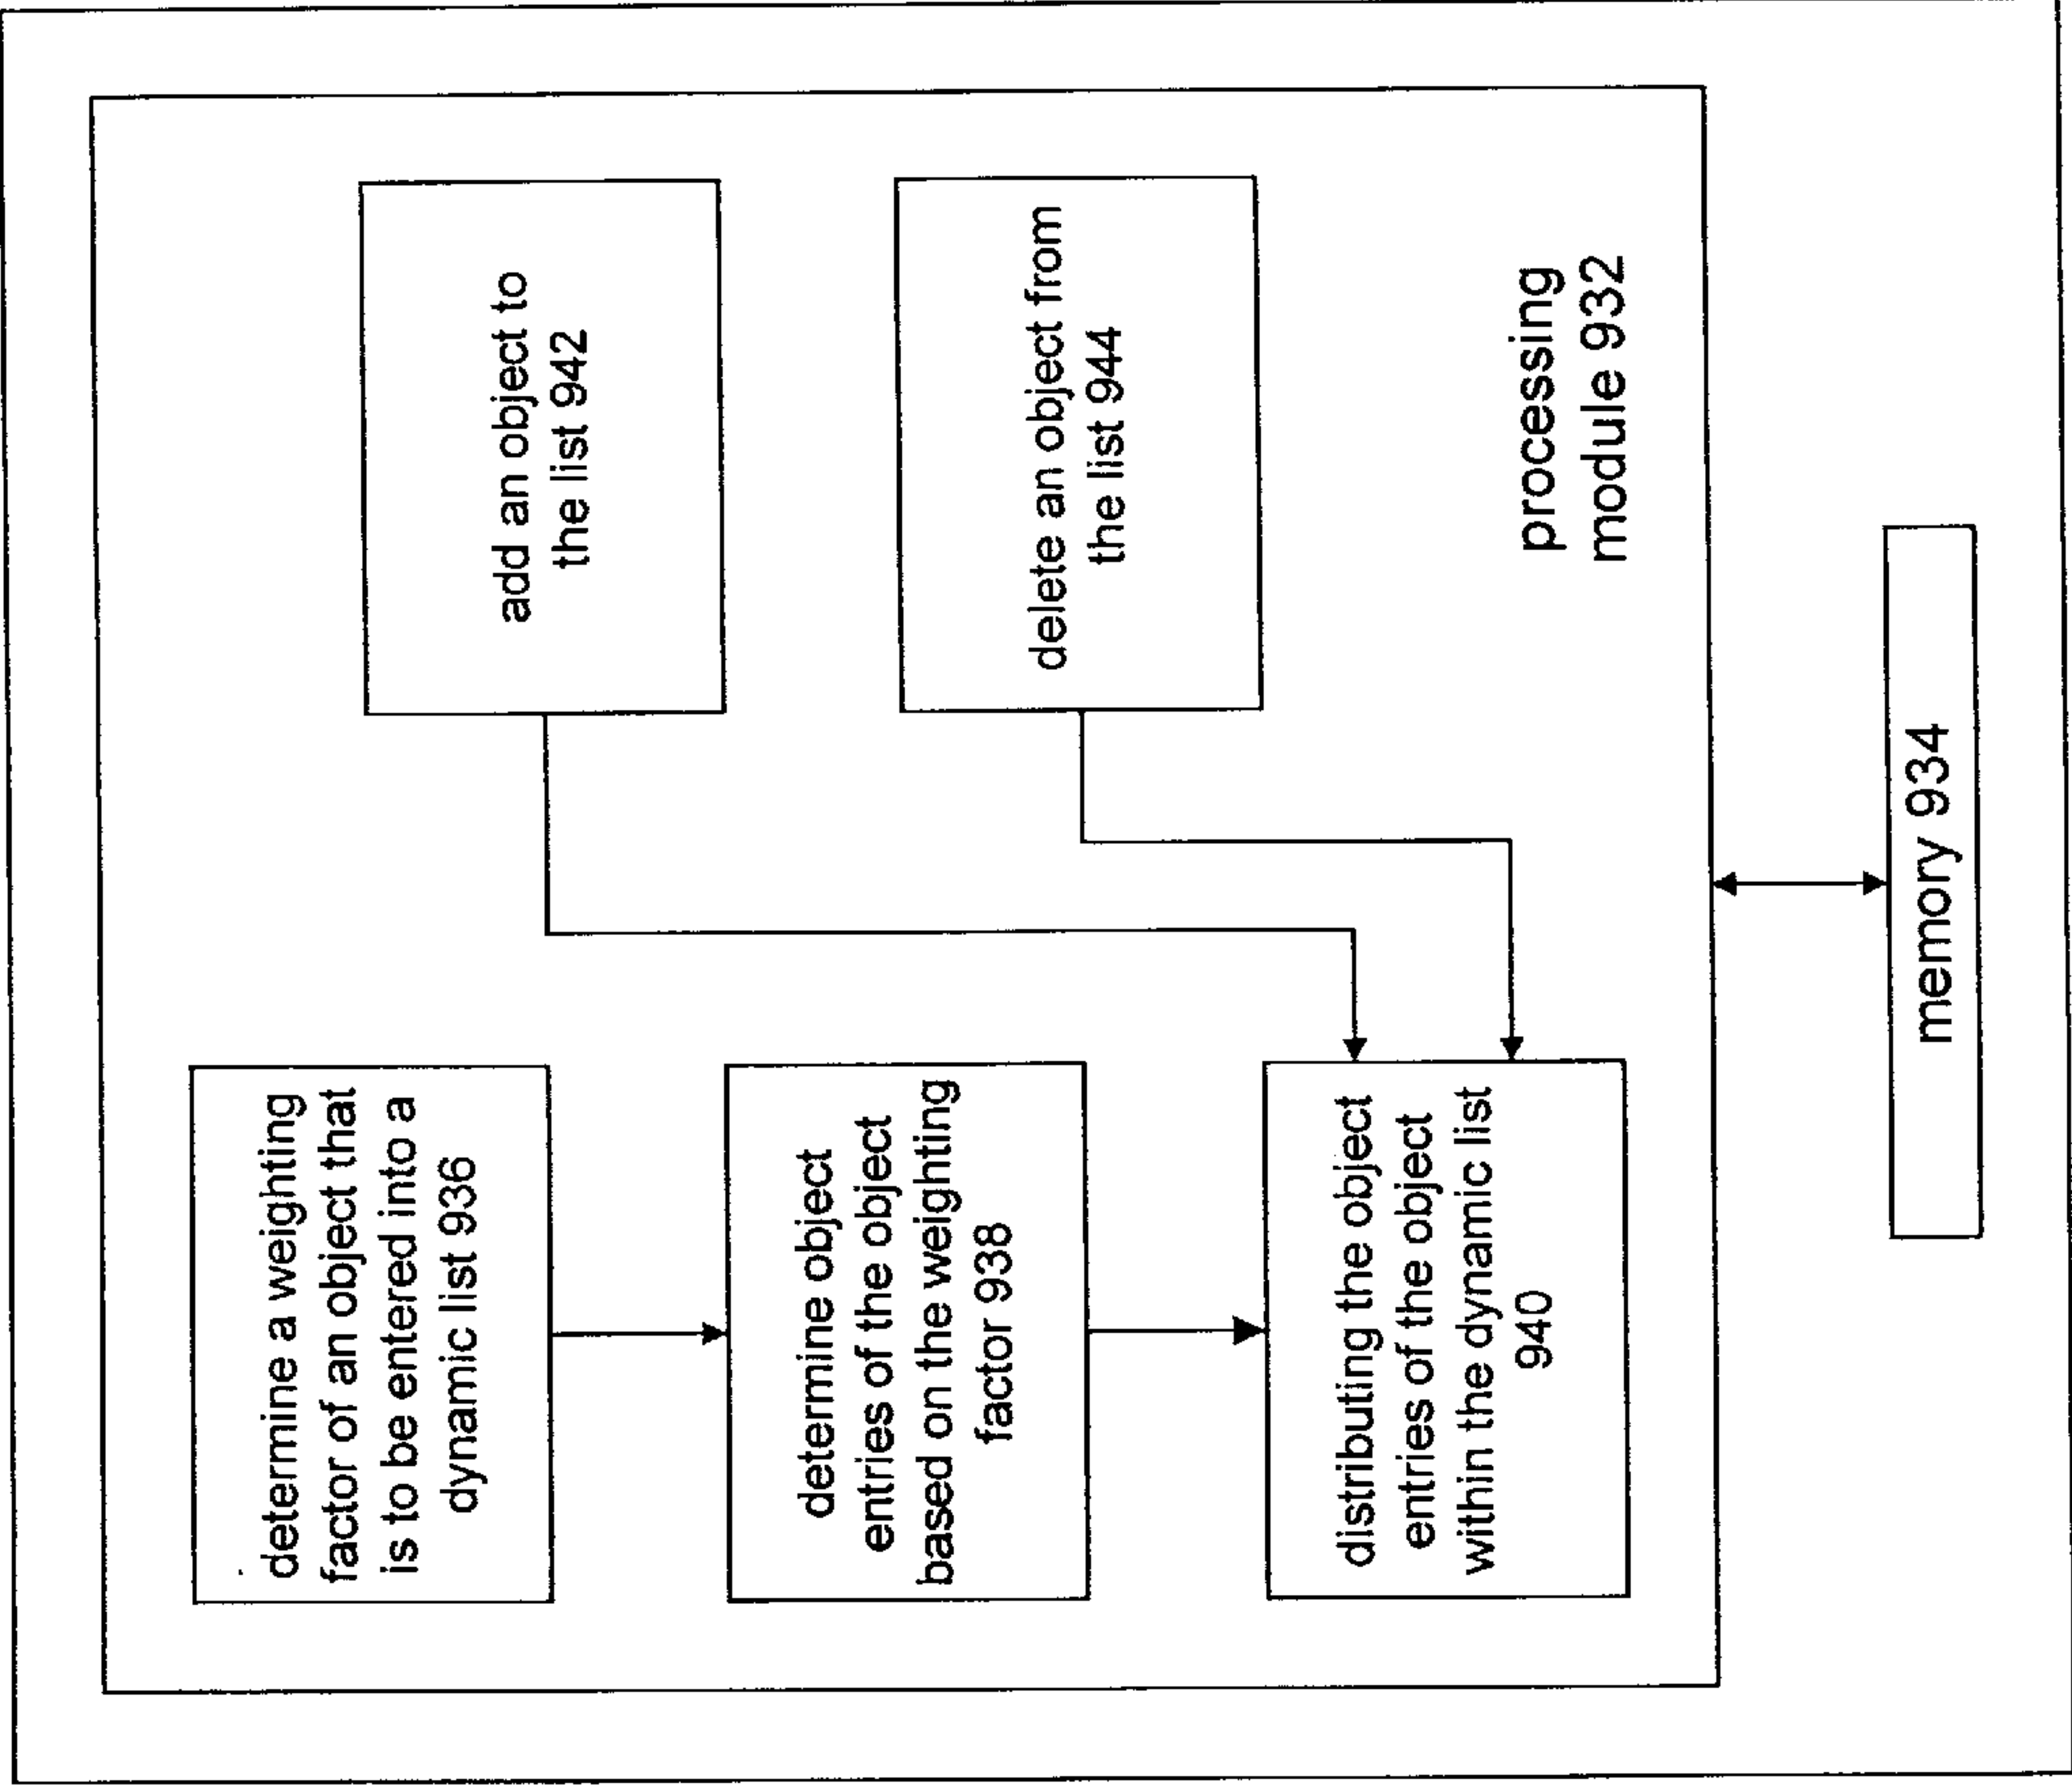 determine a weighting
factor of an object that
is to be entered into a
dynamic list 936
determine object
entries of the object
based on the weighting
factor 938
distributing the object
entries of the object
within the dynamic list
940
add an object to
the list 942
delete an object from
the list 944
processing
module 932
memory 934